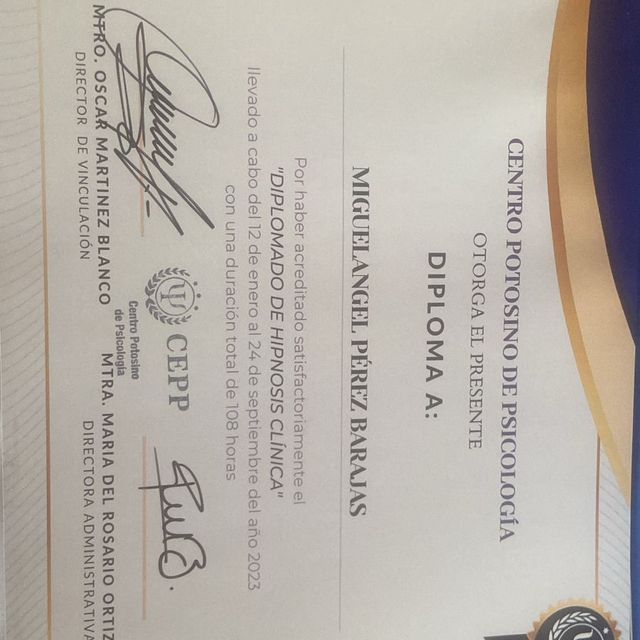 CENTRO POTOSINO DE PSICOLOGÍA
OTORGA EL PRESENTE
DIPLOMA A:
MIGUELANGEL PÉREZ BARAJAS
Por haber acreditado satisfactoriamente el
"DIPLOMADO DE HIPNOSIS CLÍNICA"
llevado a cabo del 12 de enero al 24 de septiembre del año 2023
con una duración total de 108 horas
CEPP
Centro Potosino
de Psicología
MTRO. OSCAR MARTINEZ BLANCO
DIRECTOR DE VINCULACIÓN
MTRA. MARIA DEL ROSARIO ORTIZ
DIRECTORA ADMINISTRATIVA